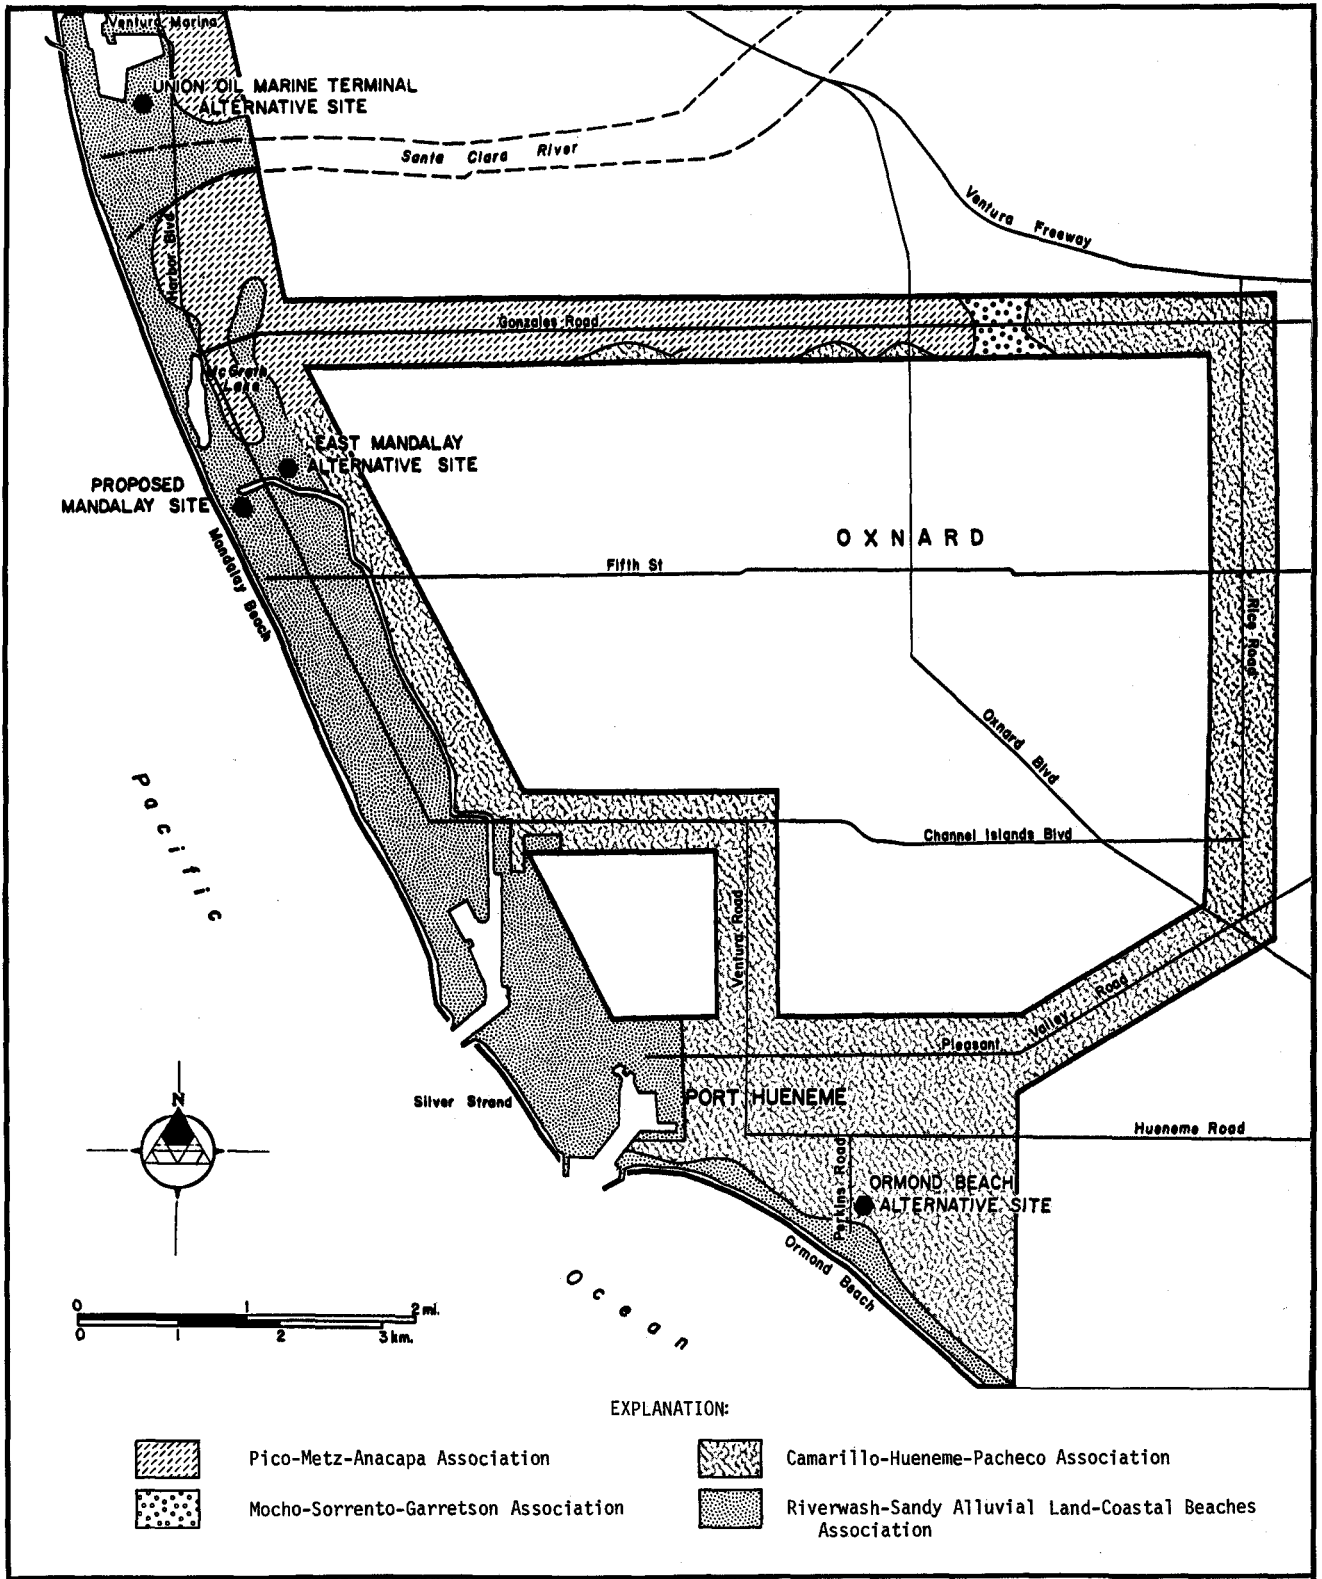 Ventura Marina
UNION OIL MARINE TERMINAL
ALTERNATIVE SITE
Santa Clara River
Ventura Freeway
Harbor Blvd
Gonzales Road
McGrath
Lake
EAST MANDALAY
ALTERNATIVE SITE
PROPOSED
MANDALAY SITE
OXNARD
Mandalay Beach
Fifth St
Rice Road
Oxnard Blvd
Pacific
Channel Islands Blvd
Ventura Road
Pleasant Valley Road
Silver Strand
PORT HUENEME
N
Hueneme Road
Perkins Road
ORMOND BEACH
ALTERNATIVE SITE
Ormond Beach
Ocean
0 1 2 mi.
0 1 2 3 km.
EXPLANATION:
Pico-Metz-Anacapa Association
Camarillo-Hueneme-Pacheco Association
Mocho-Sorrento-Garretson Association
Riverwash-Sandy Alluvial Land-Coastal Beaches
Association